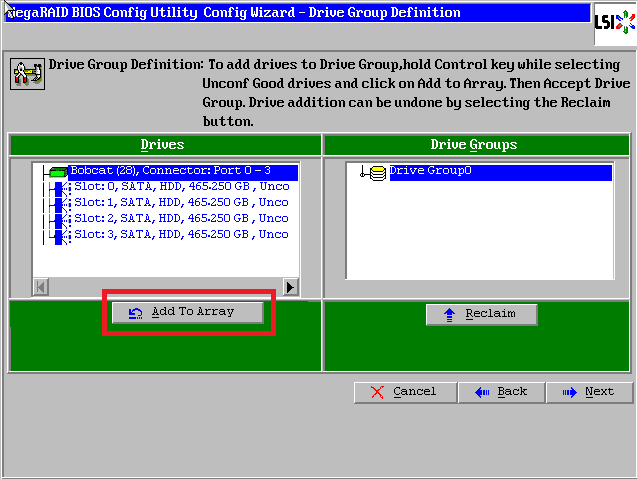 egaRAID BIOS Config Utility Config Wizard – Drive Group Definition
LSI
Drive Group Definition: To add drives to Drive Group,hold Control key while selecting
Unconf Good drives and click on Add to Array. Then Accept Drive
Group. Drive addition can be undone by selecting the Reclaim
button.
Drives
Drive Groups
Bobcat (28), Connector: Port 0 - 3
Slot: 0, SATA, HDD, 465.250 GB , Unco
Slot: 1, SATA, HDD, 465.250 GB , Unco
Slot: 2, SATA, HDD, 465.250 GB , Unco
Slot: 3, SATA, HDD, 465.250 GB , Unco
Drive Group0
Add To Array
Reclaim
Cancel
Back
Next